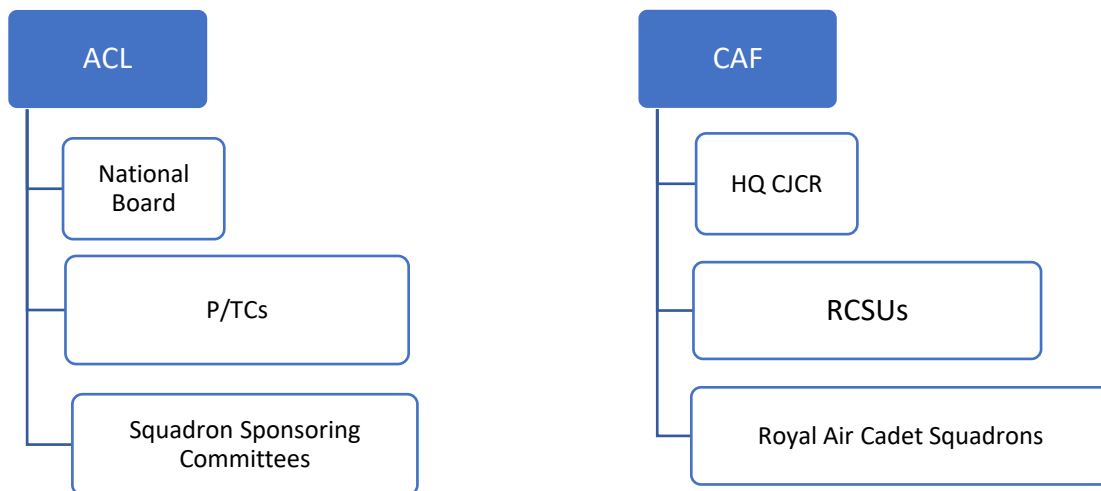 ACL
National
Board
P/TCs
Squadron Sponsoring
Committees
CAF
HQ CJCR
RCSUs
Royal Air Cadet Squadrons